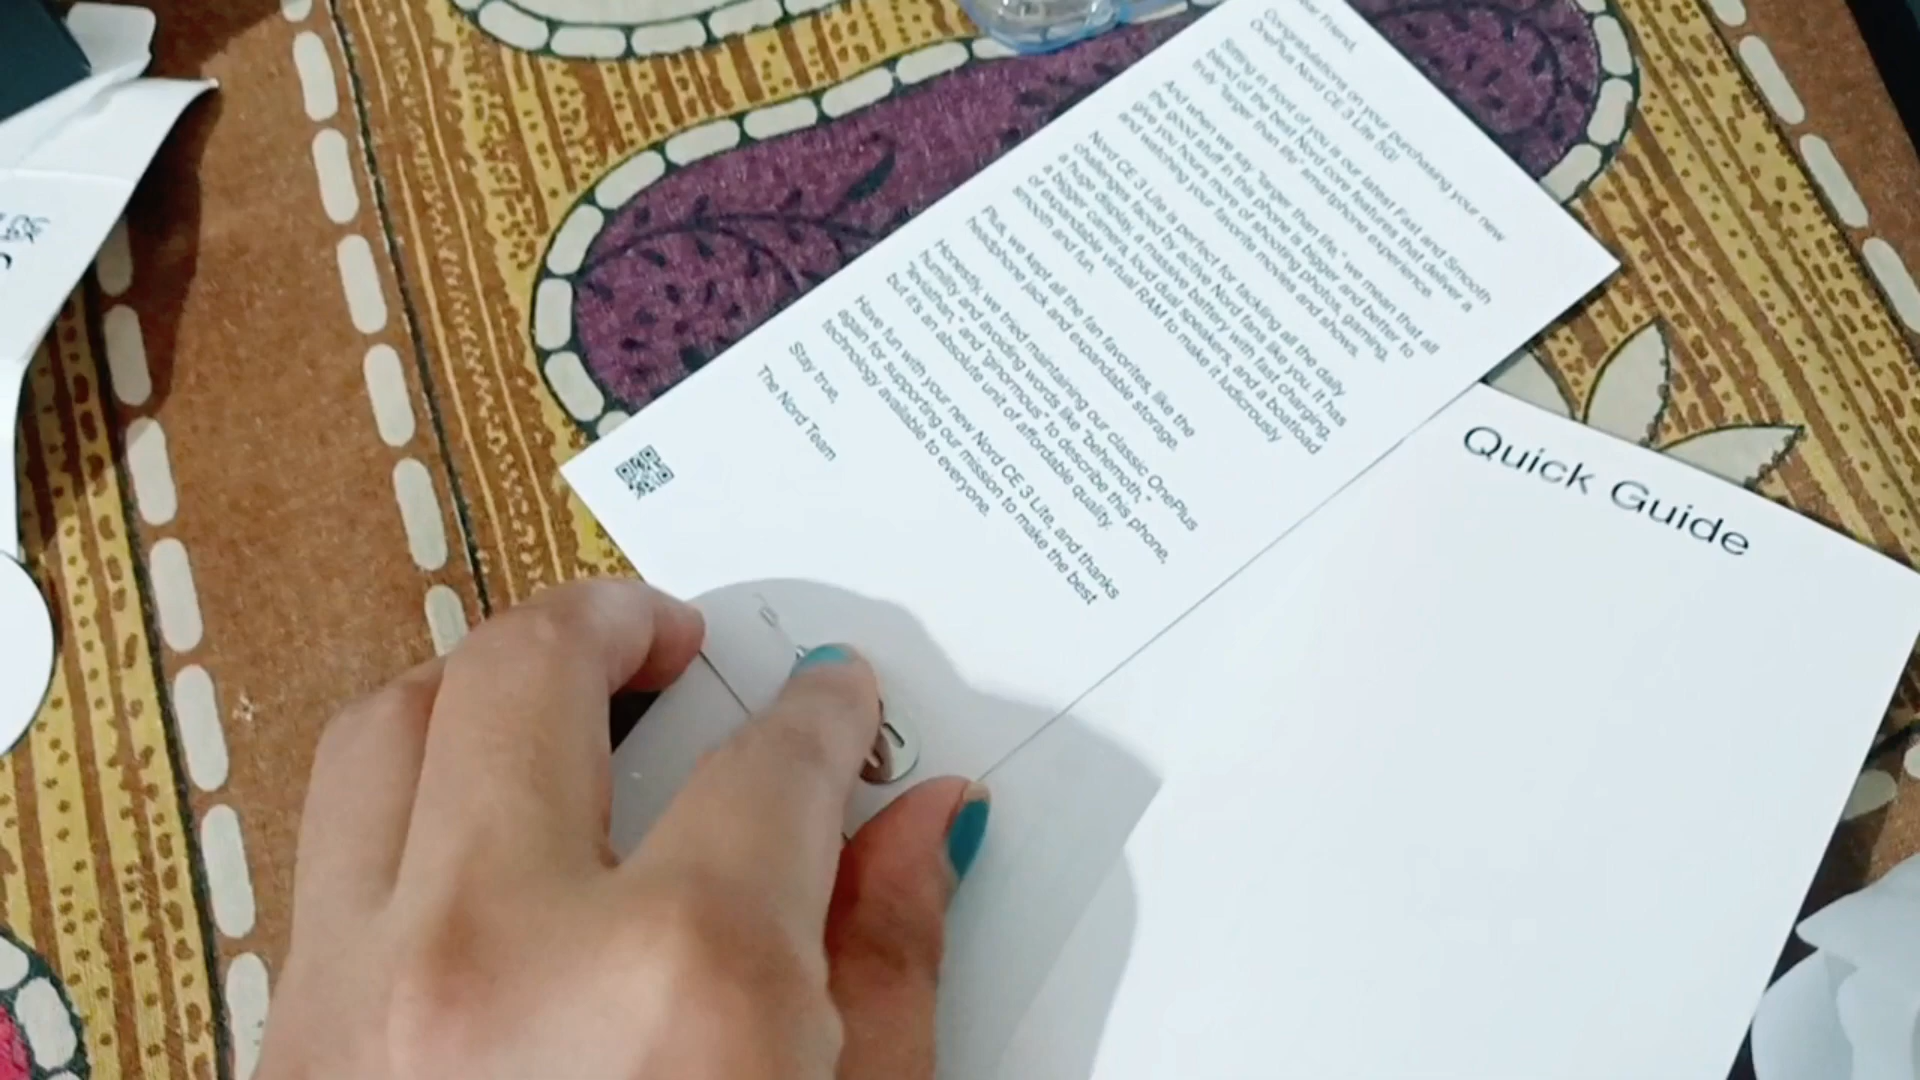 ear Friend,
Congratulations on your purchasing your new
OnePlus Nord CE 3 Lite 5G!
Sitting in front of you is our latest Fast and Smooth
blend of the best Nord core features that deliver a
truly "larger than life" smartphone experience.
And when we say "larger than life," we mean that all
the good stuff in this phone is bigger and better to
give you hours more of shooting photos, gaming,
and watching your favorite movies and shows.
Nord CE 3 Lite is perfect for tackling all the daily
challenges faced by active Nord fans like you. It has
a huge display, a massive battery with fast charging,
a bigger camera, loud dual speakers, and a boatload
of expandable virtual RAM to make it ludicrously
smooth and fun.
Plus, we kept all the fan favorites, like the
headphone jack and expandable storage.
Honestly, we tried maintaining our classic OnePlus
humility and avoiding words like "behemoth,"
"leviathan," and "ginormous" to describe this phone,
but it's an absolute unit of affordable quality.
Have fun with your new Nord CE 3 Lite, and thanks
again for supporting our mission to make the best
technology available to everyone.
Stay true,
The Nord Team
Quick Guide